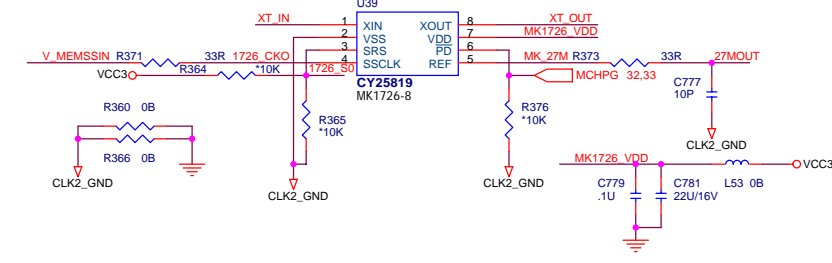 U39
XT_IN 1 XIN XOUT 8 XT_OUT
2 VSS VDD 7 MK1726_VDD
3 SRS PD 6
V_MEMSSIN R371 33R 1726_CKO 4 SSCLK REF 5 MK_27M R373 33R 27MOUT
VCC3 R364 *10K 1726_S0
MCHPG 32,33
CY25819
MK1726-8
C777
10P
R360 0B
R366 0B
R365
*10K
R376
*10K
CLK2_GND
CLK2_GND
CLK2_GND
CLK2_GND
MK1726_VDD
VCC3
C779
.1U
C781
22U/16V
L53 0B